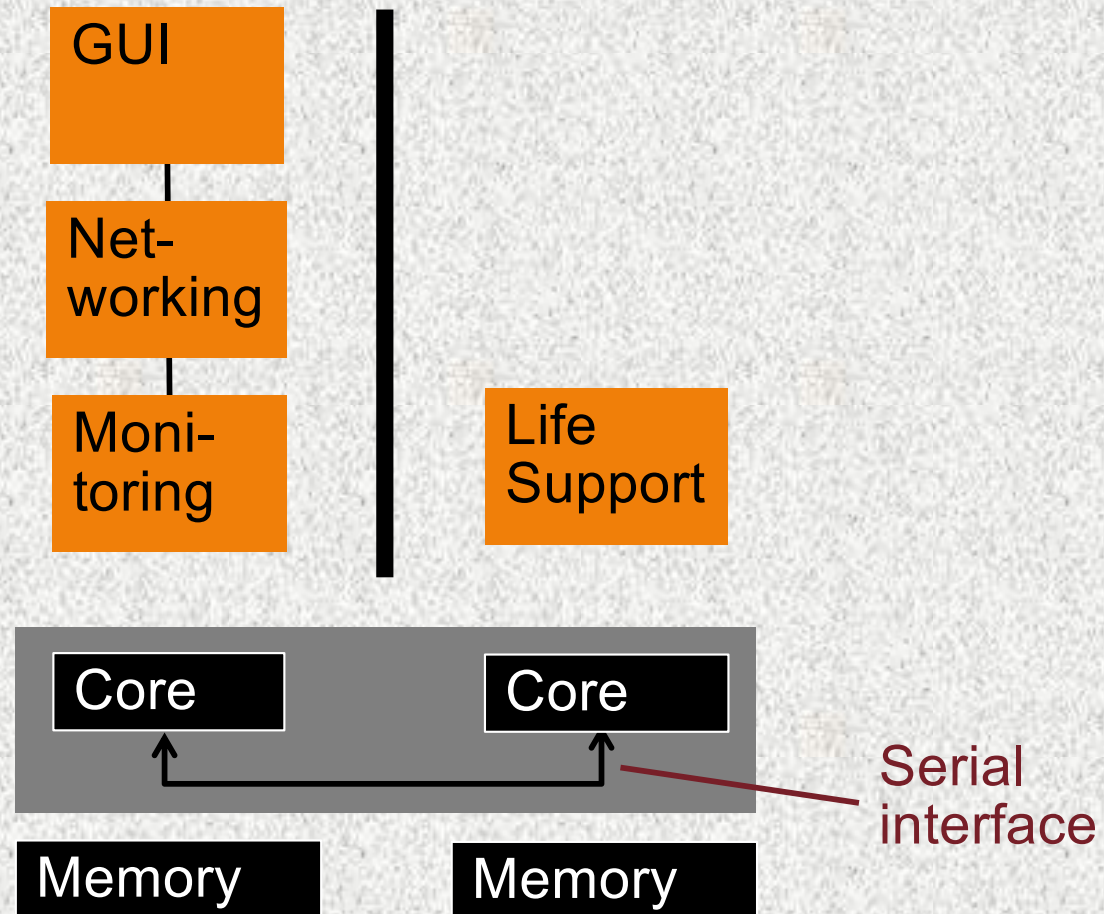 GUI
Net-
working
Moni-
toring
Life
Support
Core
Core
Serial
interface
Memory
Memory